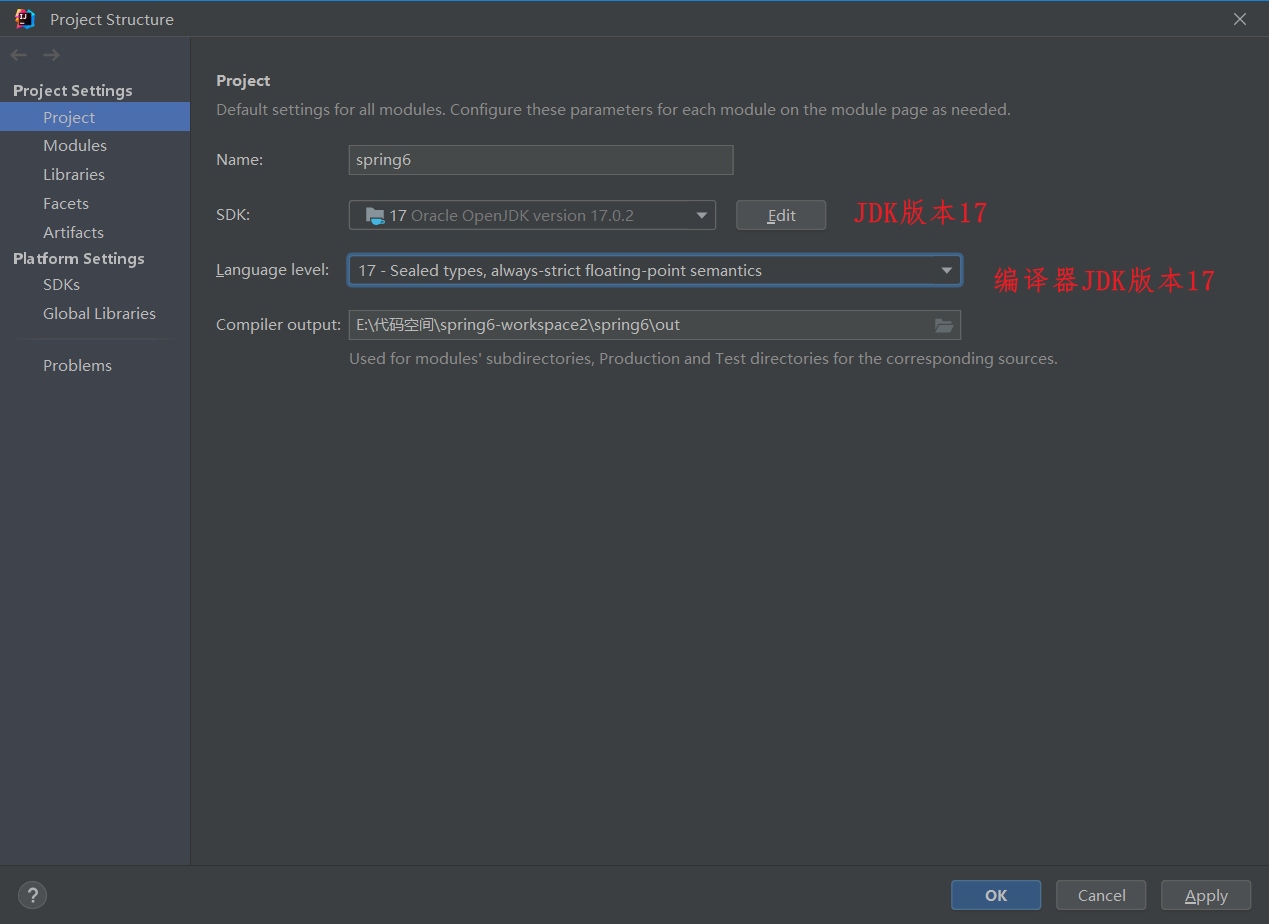 Project Structure
Project Settings
Project
Modules
Libraries
Facets
Artifacts
Platform Settings
SDKs
Global Libraries
Problems
Project
Default settings for all modules. Configure these parameters for each module on the module page as needed.
Name: spring6
SDK: 17 Oracle OpenJDK version 17.0.2 Edit JDK版本17
Language level: 17 - Sealed types, always-strict floating-point semantics 编译器JDK版本17
Compiler output: E:\代码空间\spring6-workspace2\spring6\out
Used for modules' subdirectories, Production and Test directories for the corresponding sources.
? OK Cancel Apply